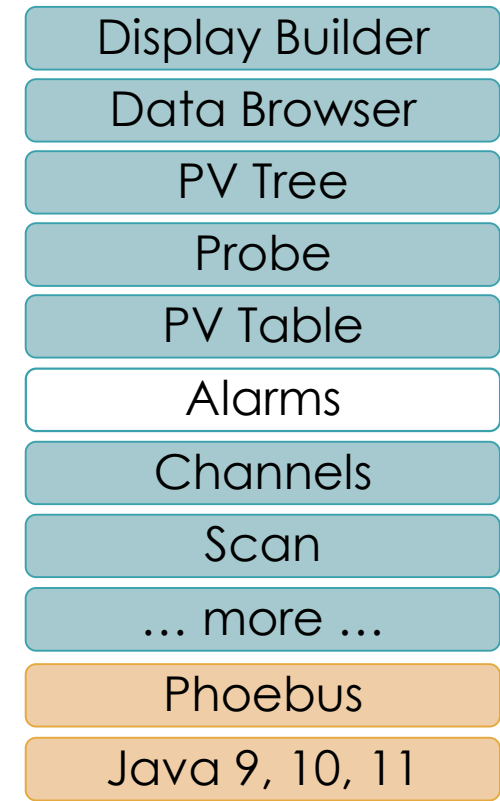 Display Builder
Data Browser
PV Tree
Probe
PV Table
Alarms
Channels
Scan
… more …
Phoebus
Java 9, 10, 11